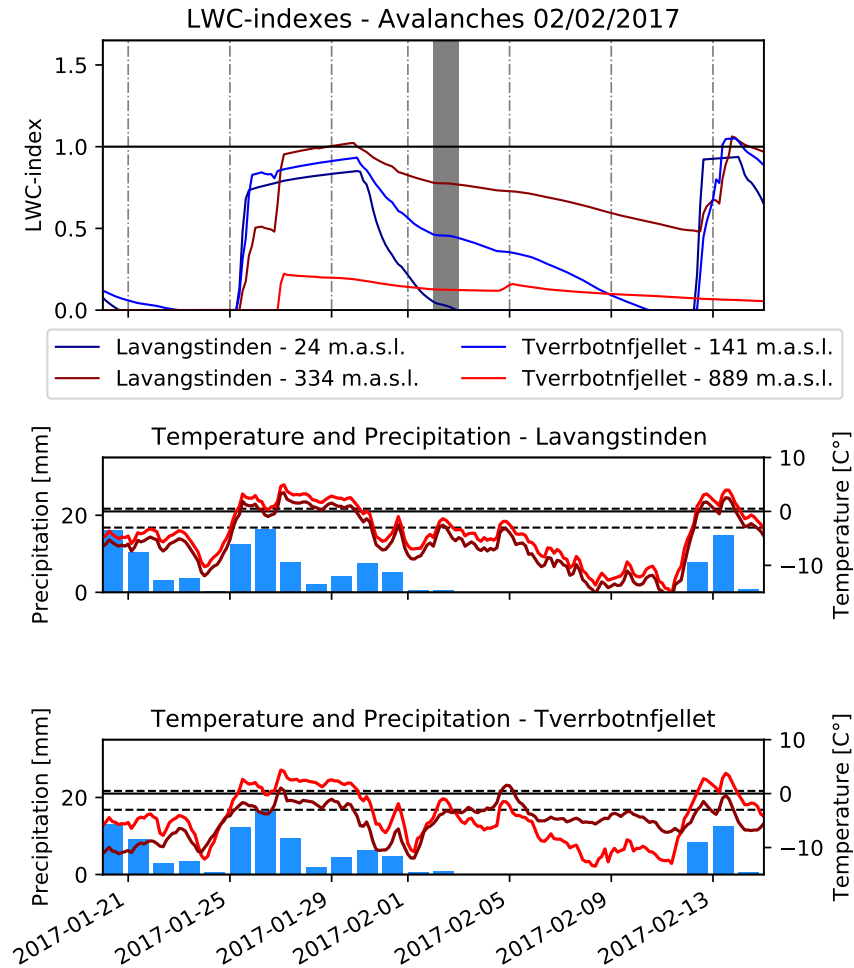 LWC-indexes - Avalanches 02/02/2017
1.5
1.0
0.5
0.0
LWC-index
Lavangstinden - 24 m.a.s.l.
Lavangstinden - 334 m.a.s.l.
Tverrbotnfjellet - 141 m.a.s.l.
Tverrbotnfjellet - 889 m.a.s.l.
Temperature and Precipitation - Lavangstinden
Precipitation [mm]
20
0
10
0
−10
Temperature [C°]
Temperature and Precipitation - Tverrbotnfjellet
Precipitation [mm]
20
0
10
0
−10
Temperature [C°]
2017-01-21
2017-01-25
2017-01-29
2017-02-01
2017-02-05
2017-02-09
2017-02-13